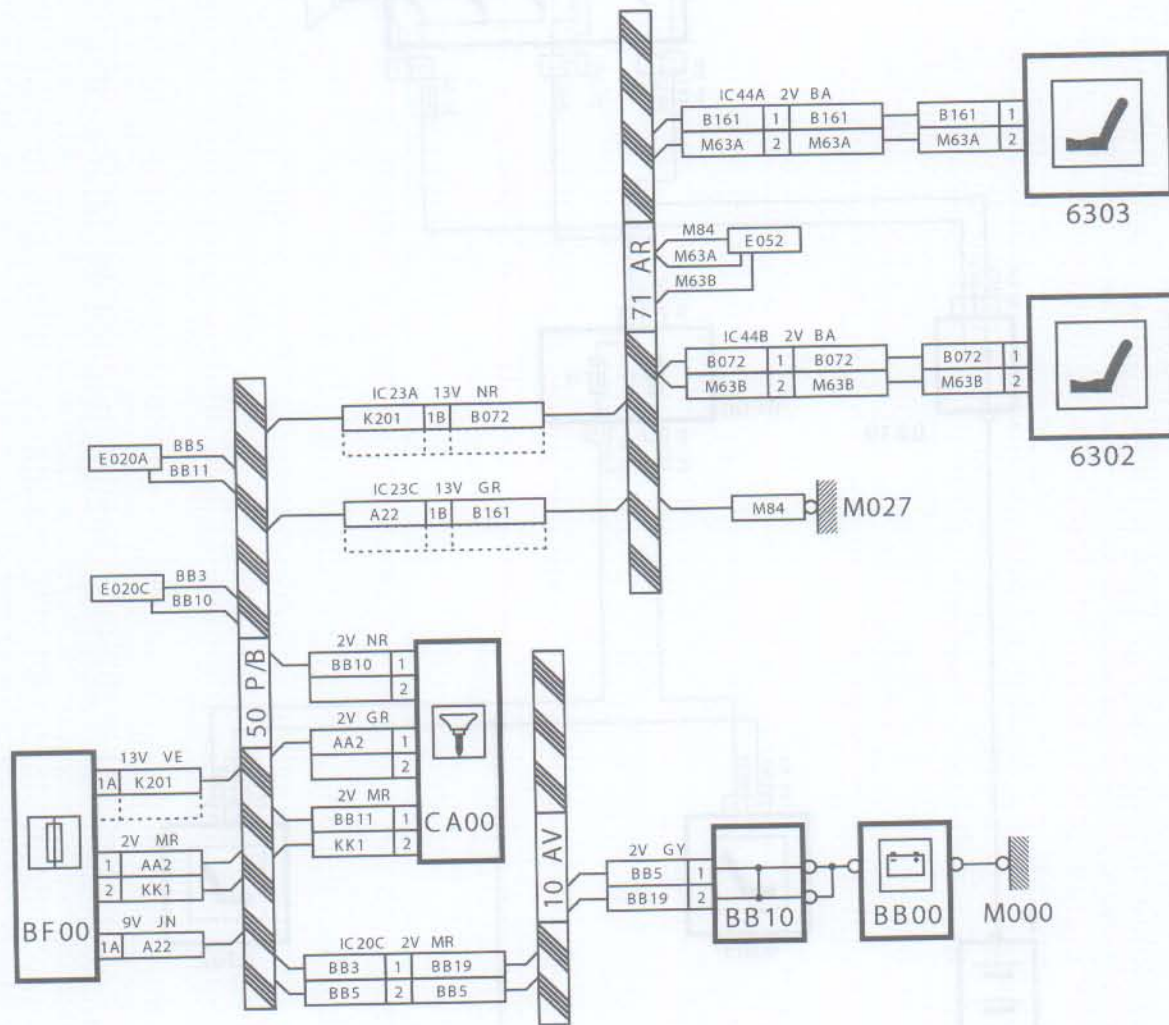 IC44A 2V BA
B161 1 B161
M63A 2 M63A
B161 1
M63A 2
6303
M84
M63A
M63B
E052
71 AR
IC44B 2V BA
B072 1 B072
M63B 2 M63B
B072 1
M63B 2
6302
IC23A 13V NR
K201 1B B072
E020A
BB5
BB11
IC23C 13V GR
A22 1B B161
M84
M027
E020C
BB3
BB10
50 P/B
2V NR
BB10 1
2
2V GR
AA2 1
2
2V MR
BB11 1
KK1 2
CA00
13V VE
1A K201
2V MR
1 AA2
2 KK1
9V JN
1A A22
BF00
10 AV
2V GY
BB5 1
BB19 2
BB10
BB00
M000
IC20C 2V MR
BB3 1 BB19
BB5 2 BB5